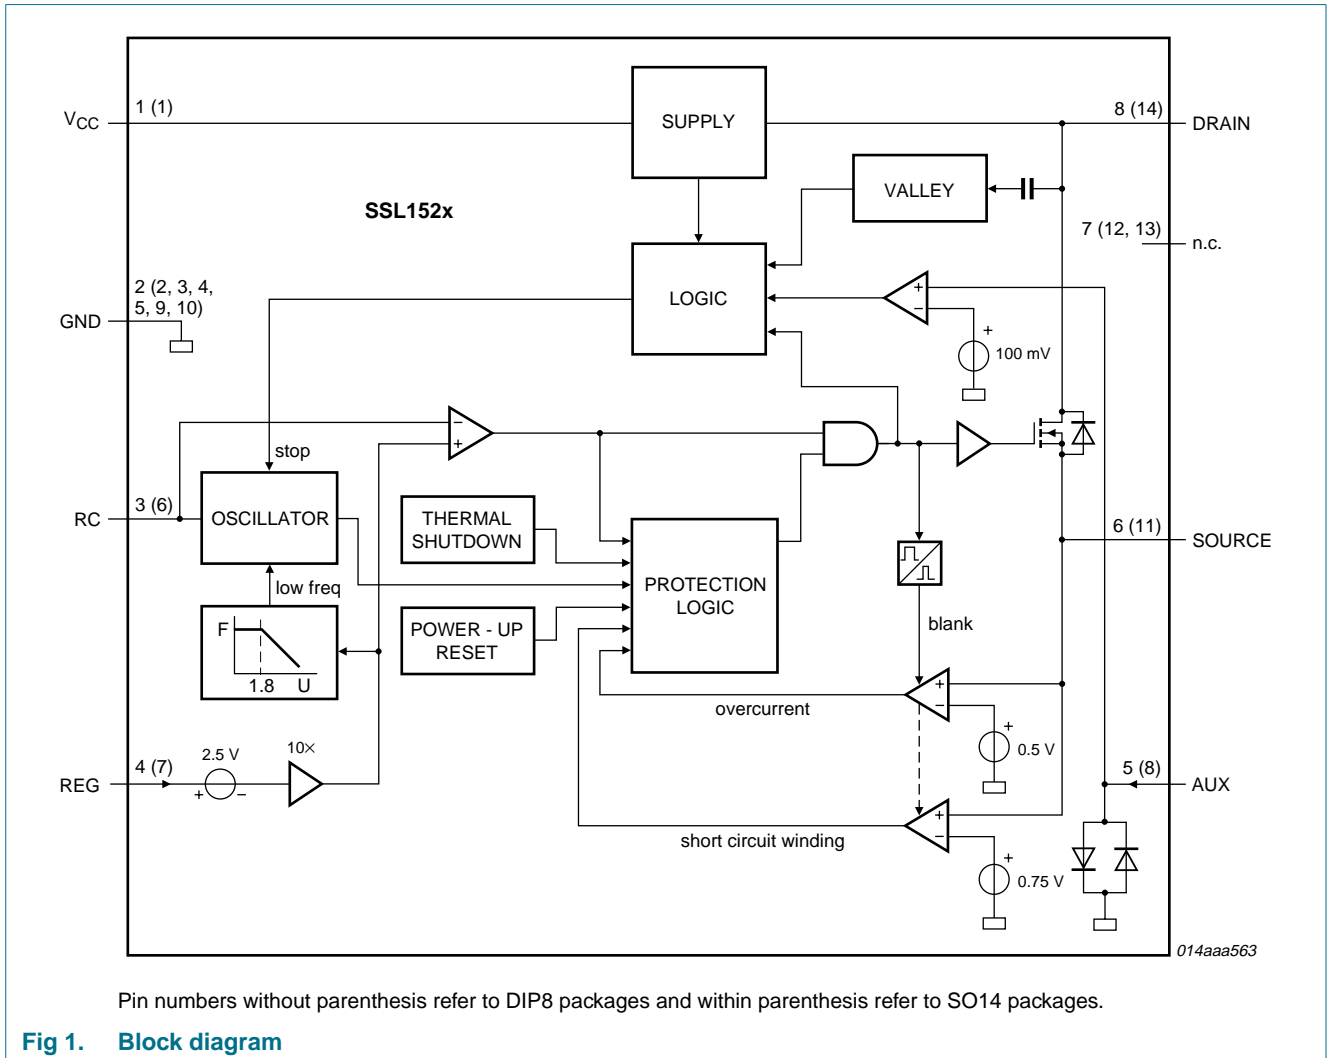 1 (1)
VCC
SUPPLY
8 (14)
DRAIN
VALLEY
SSL152x
7 (12, 13)
n.c.
2 (2, 3, 4,
5, 9, 10)
GND
LOGIC
+
−
+
100 mV
stop
−
+
3 (6)
RC
OSCILLATOR
THERMAL
SHUTDOWN
6 (11)
SOURCE
low freq
PROTECTION
LOGIC
F
1.8 U
POWER - UP
RESET
blank
overcurrent
+
−
+
0.5 V
2.5 V
10×
4 (7)
REG
+ −
5 (8)
AUX
short circuit winding
+
−
+
0.75 V
014aaa563
Pin numbers without parenthesis refer to DIP8 packages and within parenthesis refer to SO14 packages.
Fig 1. Block diagram